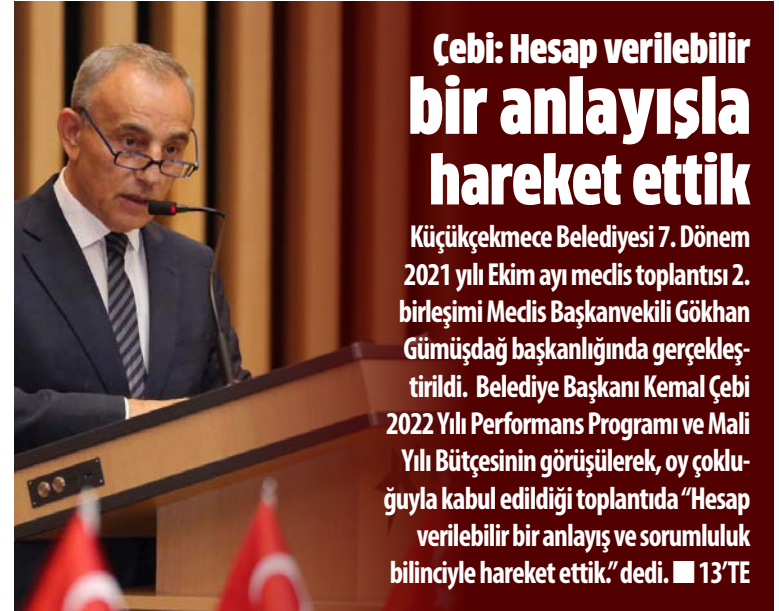 Çebi: Hesap verilebilir
bir anlayışla
hareket ettik
Küçükçekmece Belediyesi 7. Dönem
2021 yılı Ekim ayı meclis toplantısı 2.
birleşimi Meclis Başkanvekili Gökhan
Gümüşdağ başkanlığında gerçekleş-
tirildi. Belediye Başkanı Kemal Çebi
2022 Yılı Performans Programı ve Mali
Yılı Bütçesinin görüşülerek, oy çoklu-
ğuyla kabul edildiği toplantıda “Hesap
verilebilir bir anlayış ve sorumluluk
bilinciyle hareket ettik.” dedi. ■ 13’TE